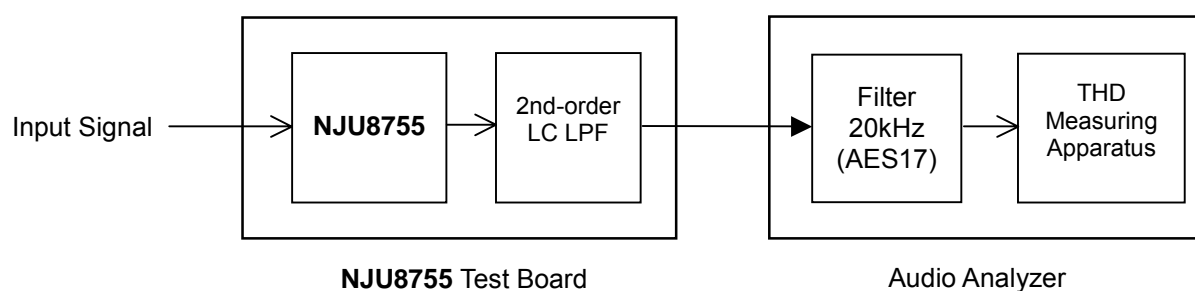 Input Signal
NJU8755
2nd-order
LC LPF
Filter
20kHz
(AES17)
THD
Measuring
Apparatus
NJU8755 Test Board
Audio Analyzer